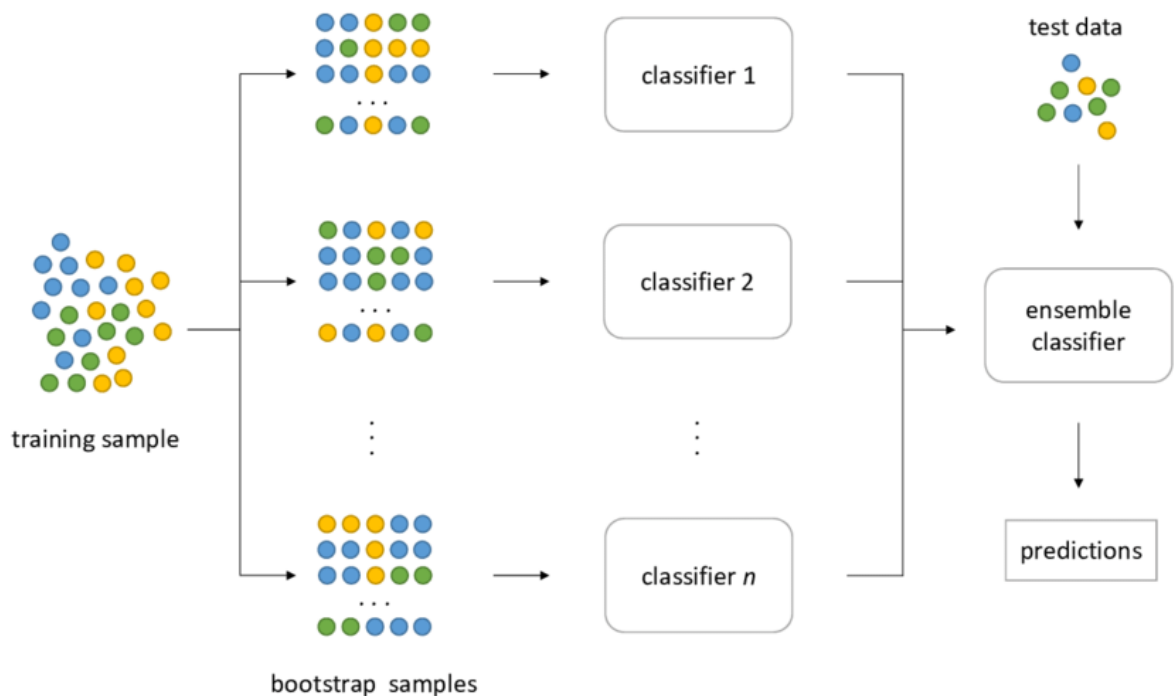 classifier 1
test data
classifier 2
ensemble
classifier
training sample
classifier n
predictions
bootstrap samples